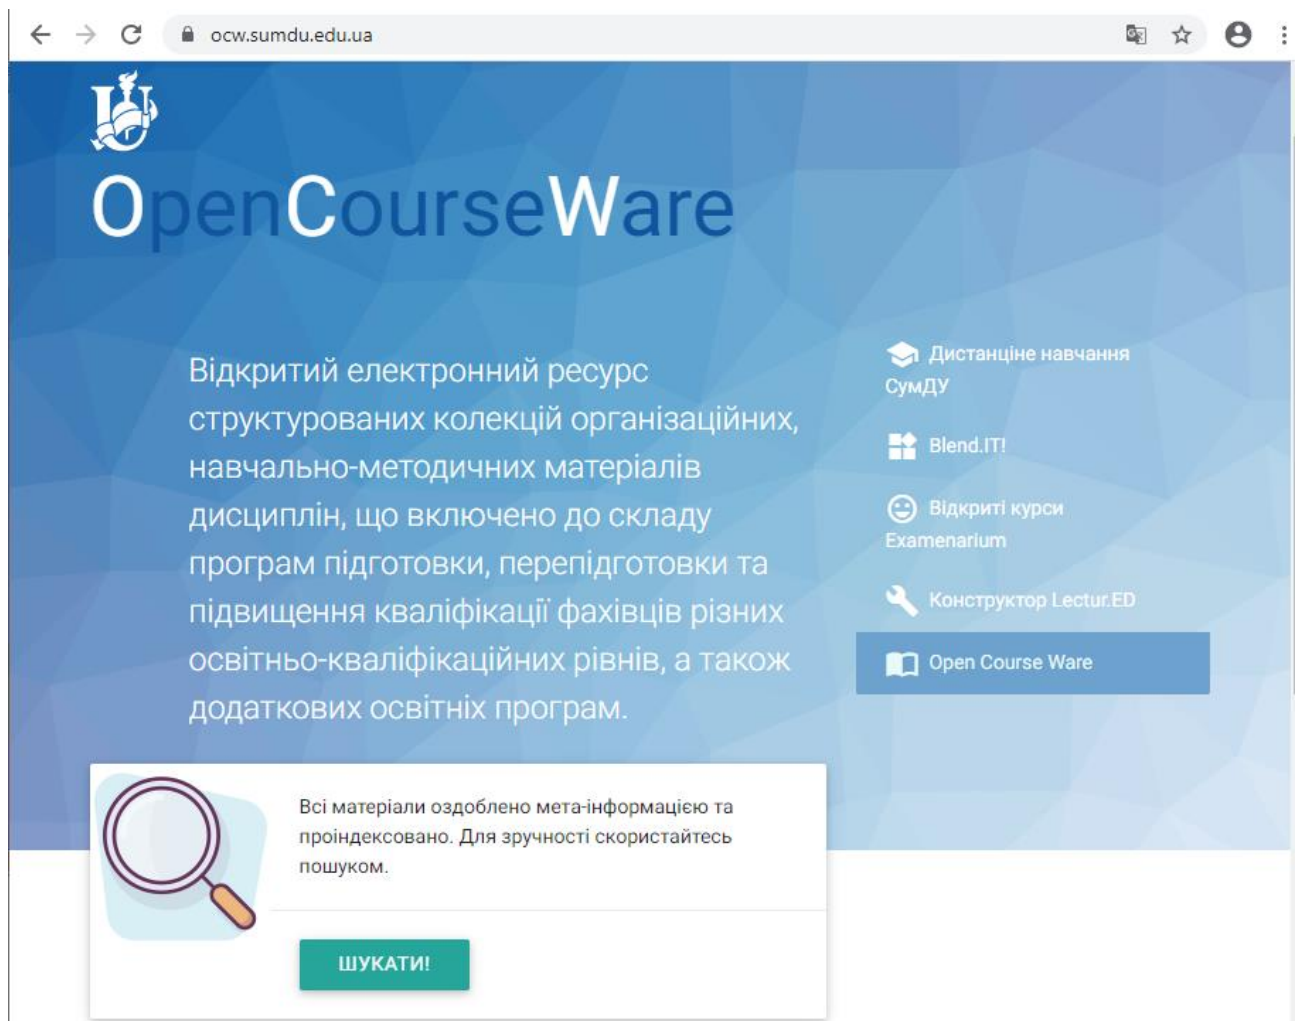 ocw.sumdu.edu.ua
OpenCourseWare
Відкритий електронний ресурс
структурованих колекцій організаційних,
навчально-методичних матеріалів
дисциплін, що включено до складу
програм підготовки, перепідготовки та
підвищення кваліфікації фахівців різних
освітньо-кваліфікаційних рівнів, а також
додаткових освітніх програм.
Дистанціне навчання
СумДУ
Blend.IT!
Відкриті курси
Examenarium
Конструктор Lectur.ED
Open Course Ware
Всі матеріали оздоблено мета-інформацією та
проіндексовано. Для зручності скористайтесь
пошуком.
ШУКАТИ!